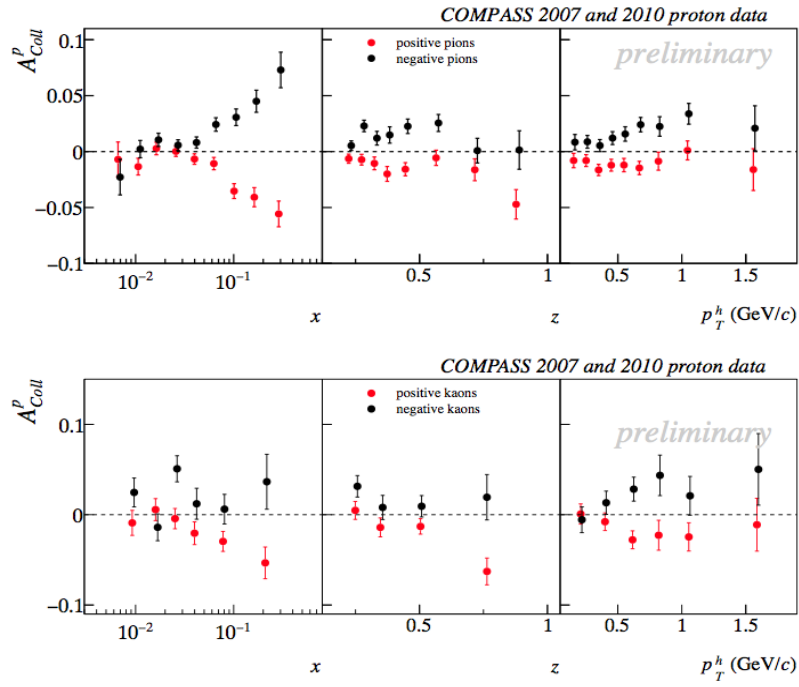 COMPASS 2007 and 2010 proton data
A^p_Coll
0.1
0.05
0
−0.05
−0.1
positive pions
negative pions
preliminary
10^−2 10^−1 0.5 1 0.5 1 1.5
x z p_T^h (GeV/c)
COMPASS 2007 and 2010 proton data
A^p_Coll
0.1
0
−0.1
positive kaons
negative kaons
preliminary
10^−2 10^−1 0.5 1 0.5 1 1.5
x z p_T^h (GeV/c)